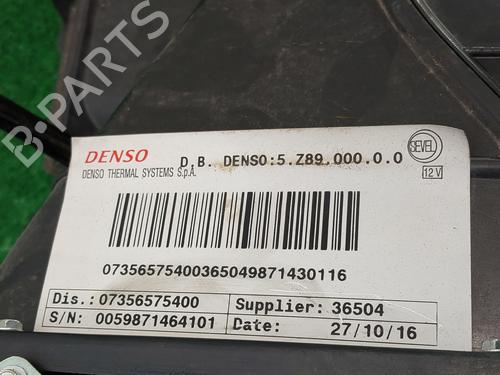 B-PARTS
DENSO
DENSO THERMAL SYSTEMS S.p.A.
D.B. DENSO:5.Z89.000.0.0
SEVEL
12 V
07356575400365049871430116
Dis.: 07356575400
Supplier: 36504
S/N: 0059871464101
Date: 27/10/16